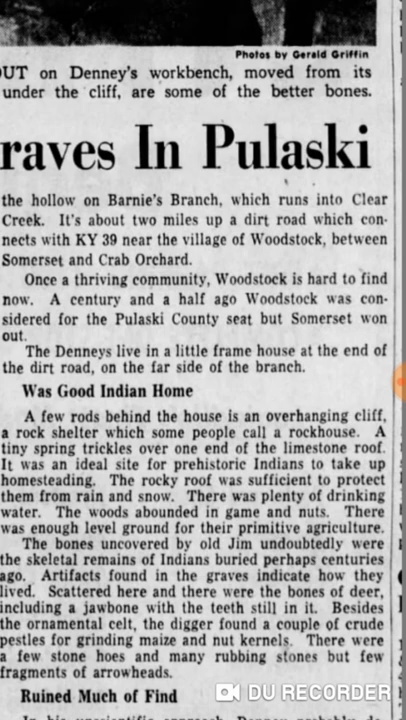 Photos by Gerald Griffin
OUT on Denney's workbench, moved from its
under the cliff, are some of the better bones.
raves In Pulaski
the hollow on Barnie's Branch, which runs into Clear
Creek. It's about two miles up a dirt road which con-
nects with KY 39 near the village of Woodstock, between
Somerset and Crab Orchard.
Once a thriving community, Woodstock is hard to find
now. A century and a half ago Woodstock was con-
sidered for the Pulaski County seat but Somerset won
out.
The Denneys live in a little frame house at the end of
the dirt road, on the far side of the branch.
Was Good Indian Home
A few rods behind the house is an overhanging cliff,
a rock shelter which some people call a rockhouse. A
tiny spring trickles over one end of the limestone roof.
It was an ideal site for prehistoric Indians to take up
homesteading. The rocky roof was sufficient to protect
them from rain and snow. There was plenty of drinking
water. The woods abounded in game and nuts. There
was enough level ground for their primitive agriculture.
The bones uncovered by old Jim undoubtedly were
the skeletal remains of Indians buried perhaps centuries
ago. Artifacts found in the graves indicate how they
lived. Scattered here and there were the bones of deer,
including a jawbone with the teeth still in it. Besides
the ornamental celt, the digger found a couple of crude
pestles for grinding maize and nut kernels. There were
a few stone hoes and many rubbing stones but few
fragments of arrowheads.
Ruined Much of Find
DU RECORDER
In his unscientific approach, Denney probably de-